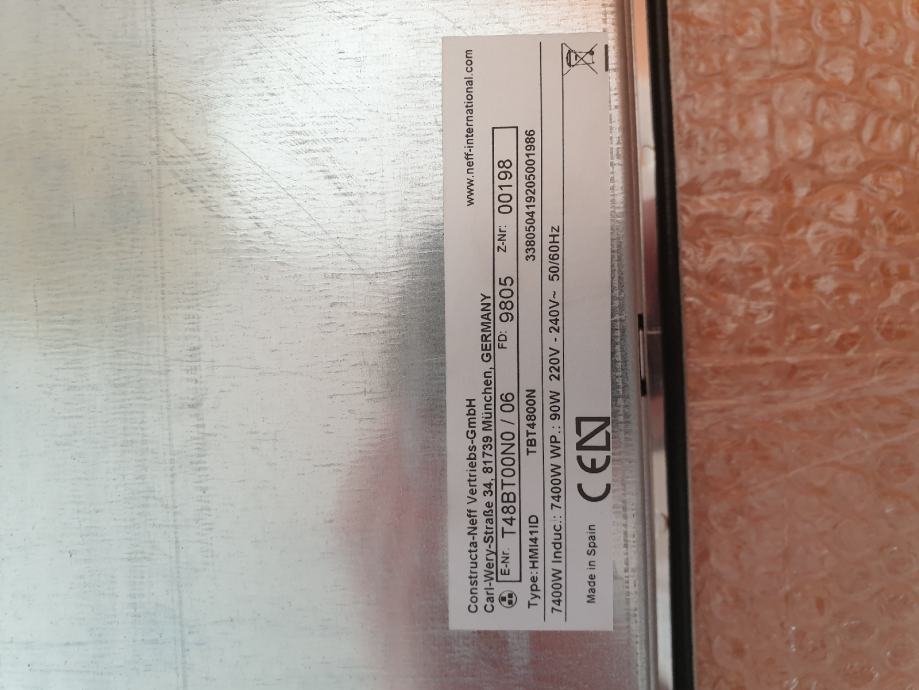 Constructa-Neff Vertriebs-GmbH www.neff-international.com
Carl-Wery-Straße 34, 81739 München, GERMANY
E-Nr. T48BT00N0 / 06 FD: 9805 Z-Nr: 00198
Type: HMI41ID TBT4800N 338050419205001986
7400W Induc.: 7400W WP.: 90W 220V - 240V~ 50/60Hz
Made in Spain CE N